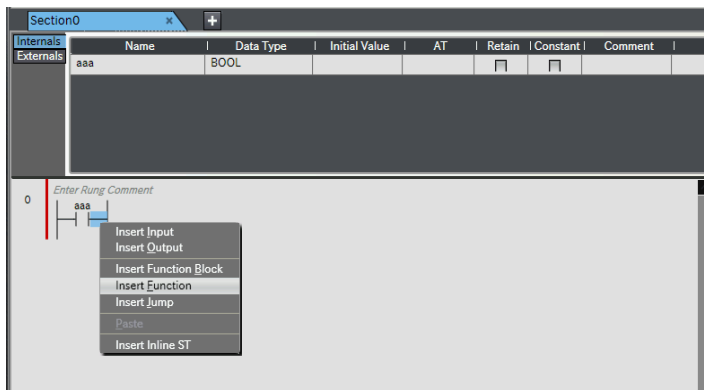 Section0 × +
Internals
Externals
Name Data Type Initial Value AT Retain Constant Comment
aaa BOOL
0
Enter Rung Comment
aaa
Insert Input
Insert Output
Insert Function Block
Insert Function
Insert Jump
Paste
Insert Inline ST